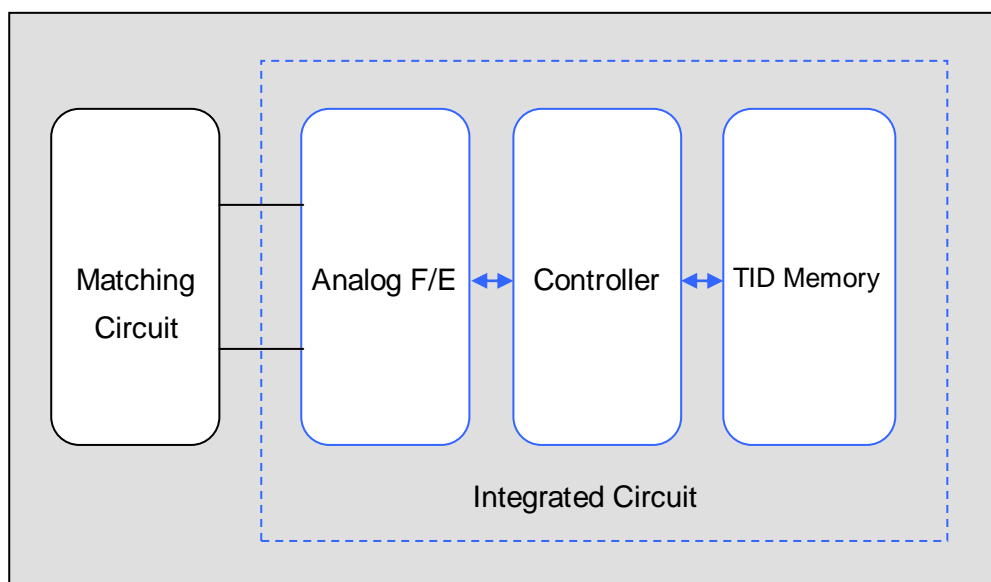 Matching
Circuit
Analog F/E
Controller
TID Memory
Integrated Circuit